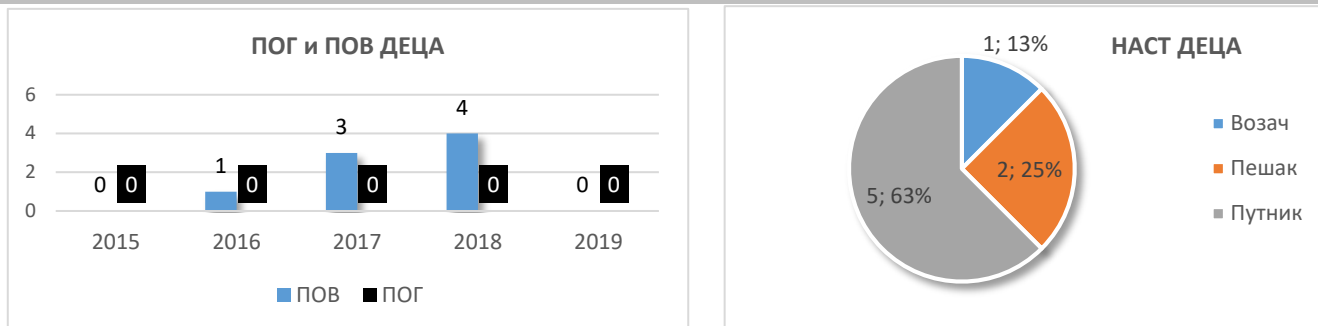 ПОГ и ПОВ ДЕЦА
6
4
2
0
0 0
1 0
3 0
4 0
0 0
2015 2016 2017 2018 2019
ПОВ ПОГ
НАСТ ДЕЦА
1; 13%
2; 25%
5; 63%
Возач
Пешак
Путник